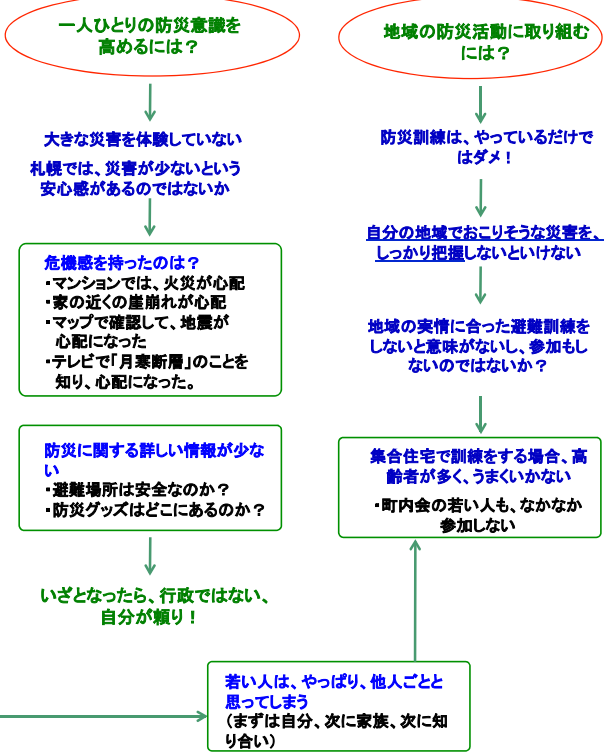 一人ひとりの防災意識を
高めるには？
大きな災害を体験していない
札幌では、災害が少ないという
安心感があるのではないか
危機感を持ったのは？
・マンションでは、火災が心配
・家の近くの崖崩れが心配
・マップで確認して、地震が
心配になった
・テレビで「月寒断層」のことを
知り、心配になった。
防災に関する詳しい情報が少な
い
・避難場所は安全なのか？
・防災グッズはどこにあるのか？
いざとなったら、行政ではない、
自分が頼り！
地域の防災活動に取り組む
には？
防災訓練は、やっているだけで
はダメ！
自分の地域でおこりそうな災害を、
しっかり把握しないといけない
地域の実情に合った避難訓練を
しないと意味がないし、参加もし
ないのではないか？
集合住宅で訓練をする場合、高
齢者が多く、うまくいかない
・町内会の若い人も、なかなか
参加しない
若い人は、やっぱり、他人ごとと
思ってしまう
（まずは自分、次に家族、次に知
り合い）